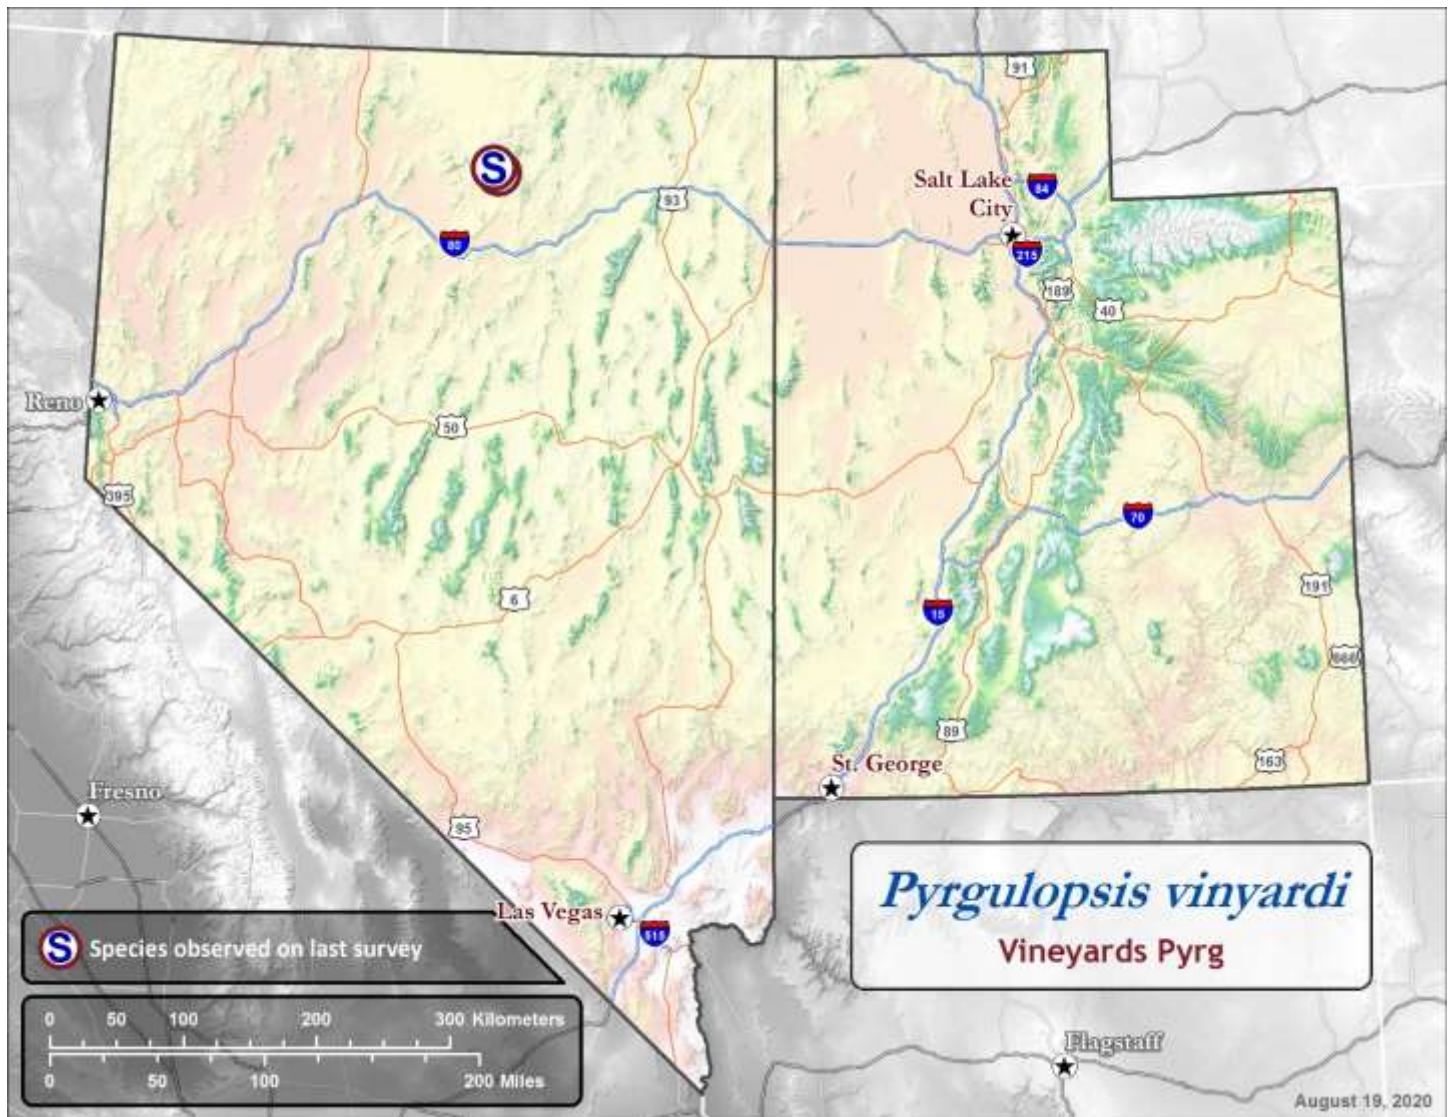 91
S
Salt Lake
City
84
93
80
215
189
40
Reno
50
395
70
6
191
15
666
89
St. George
163
Fresno
95
Pyrgulopsis vinyardi
Vineyards Pyrg
Las Vegas
515
S Species observed on last survey
0 50 100 200 300 Kilometers
0 50 100 200 Miles
Flagstaff
August 19, 2020